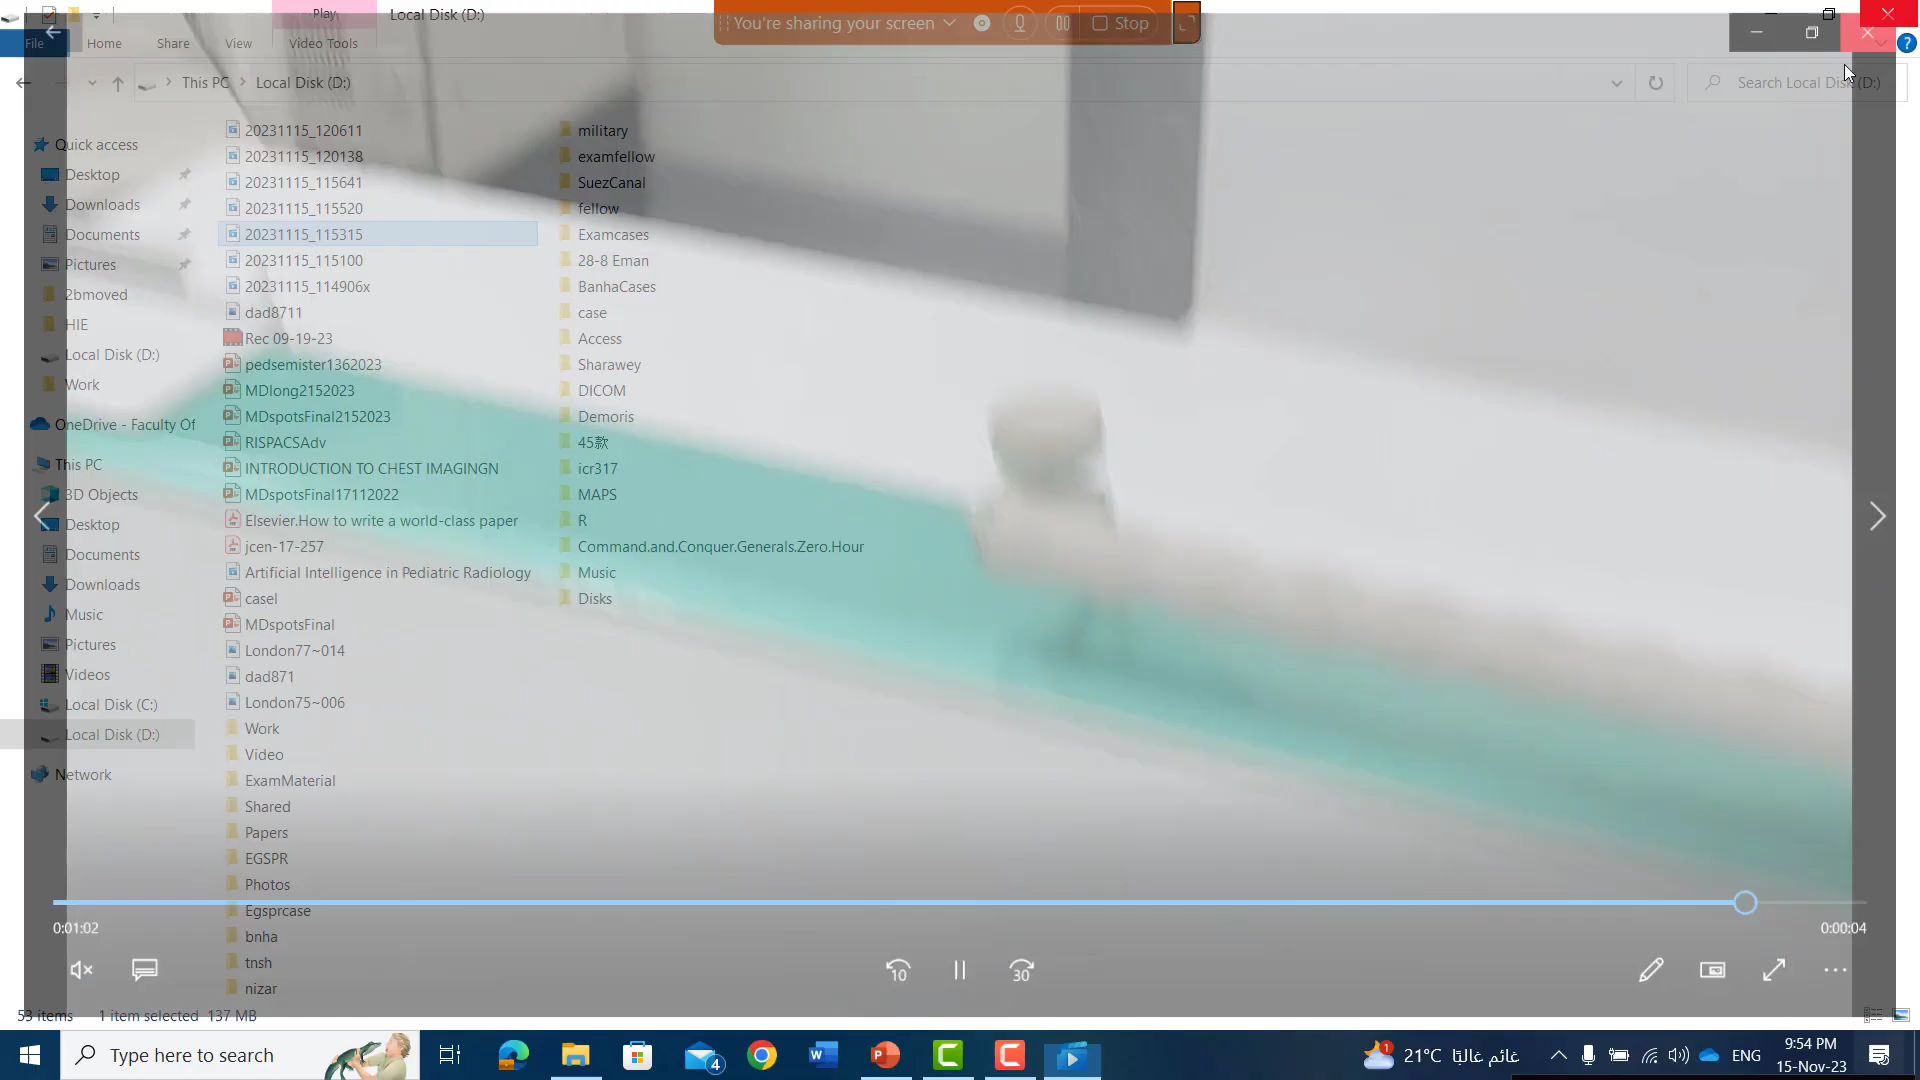 Play
Local Disk (D:)
You're sharing your screen
Stop
File
Home
Share
View
Video Tools
This PC
Local Disk (D:)
Search Local Disk (D:)
Quick access
Desktop
Downloads
Documents
Pictures
2bmoved
HIE
Local Disk (D:)
Work
OneDrive - Faculty Of
This PC
3D Objects
Desktop
Documents
Downloads
Music
Pictures
Videos
Local Disk (C:)
Local Disk (D:)
Network
20231115_120611
20231115_120138
20231115_115641
20231115_115520
20231115_115315
20231115_115100
20231115_114906x
dad8711
Rec 09-19-23
pedsemister1362023
MDlong2152023
MDspotsFinal2152023
RISPACSAdv
INTRODUCTION TO CHEST IMAGINGN
MDspotsFinal17112022
Elsevier.How to write a world-class paper
jcen-17-257
Artificial Intelligence in Pediatric Radiology
caseI
MDspotsFinal
London77~014
dad871
London75~006
Work
Video
ExamMaterial
Shared
Papers
EGSPR
Photos
Egsprcase
bnha
tnsh
nizar
military
examfellow
SuezCanal
fellow
Examcases
28-8 Eman
BanhaCases
case
Access
Sharawey
DICOM
Demoris
45款
icr317
MAPS
R
Command.and.Conquer.Generals.Zero.Hour
Music
Disks
0:01:02
0:00:04
10
30
53 items
1 item selected 137 MB
Type here to search
4
1
21°C
غائم غالبًا
ENG
9:54 PM
15-Nov-23